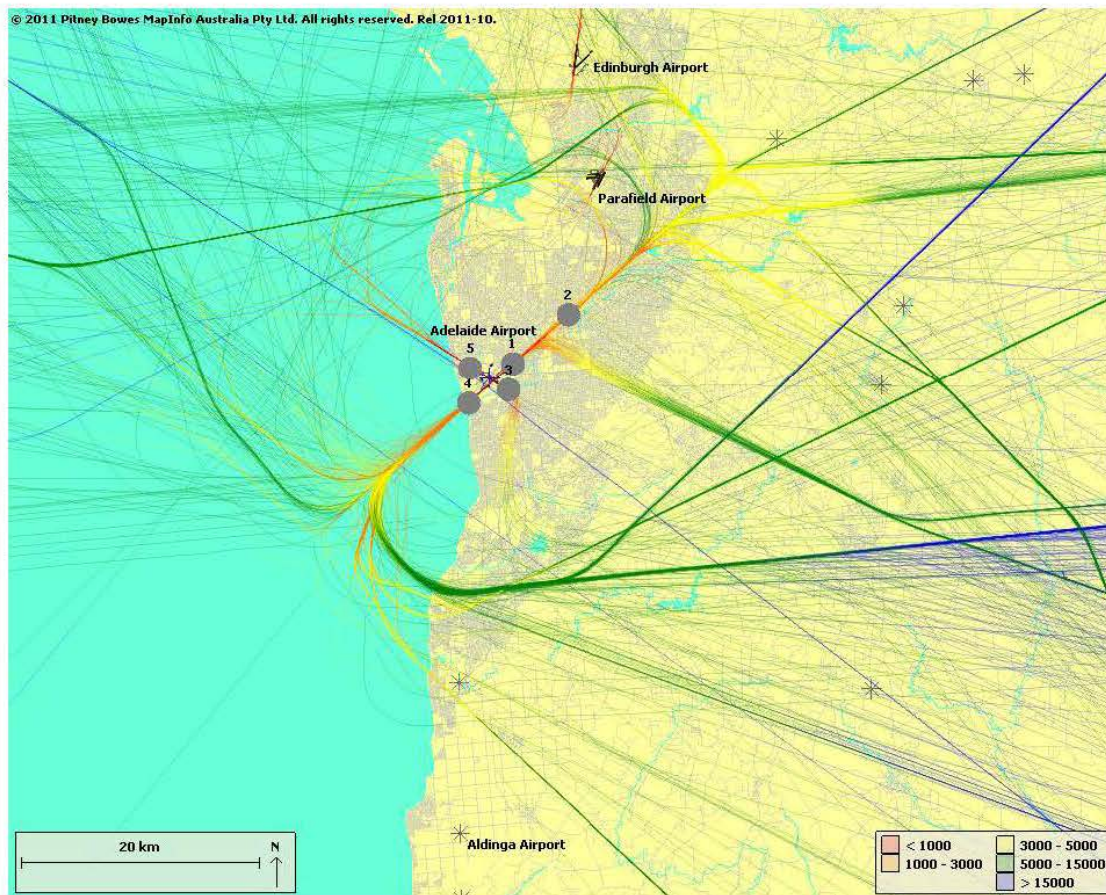 © 2011 Pitney Bowes MapInfo Australia Pty Ltd. All rights reserved. Rel 2011-10.
Edinburgh Airport
Parafield Airport
2
Adelaide Airport
1
5
3
4
20 km
N
Aldinga Airport
< 1000
3000 - 5000
1000 - 3000
5000 - 15000
> 15000